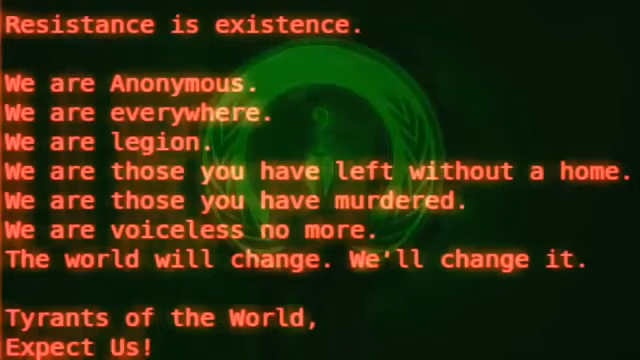 Resistance is existence.
We are Anonymous.
We are everywhere.
We are legion.
We are those you have left without a home.
We are those you have murdered.
We are voiceless no more.
The world will change. We'll change it.
Tyrants of the World,
Expect Us!